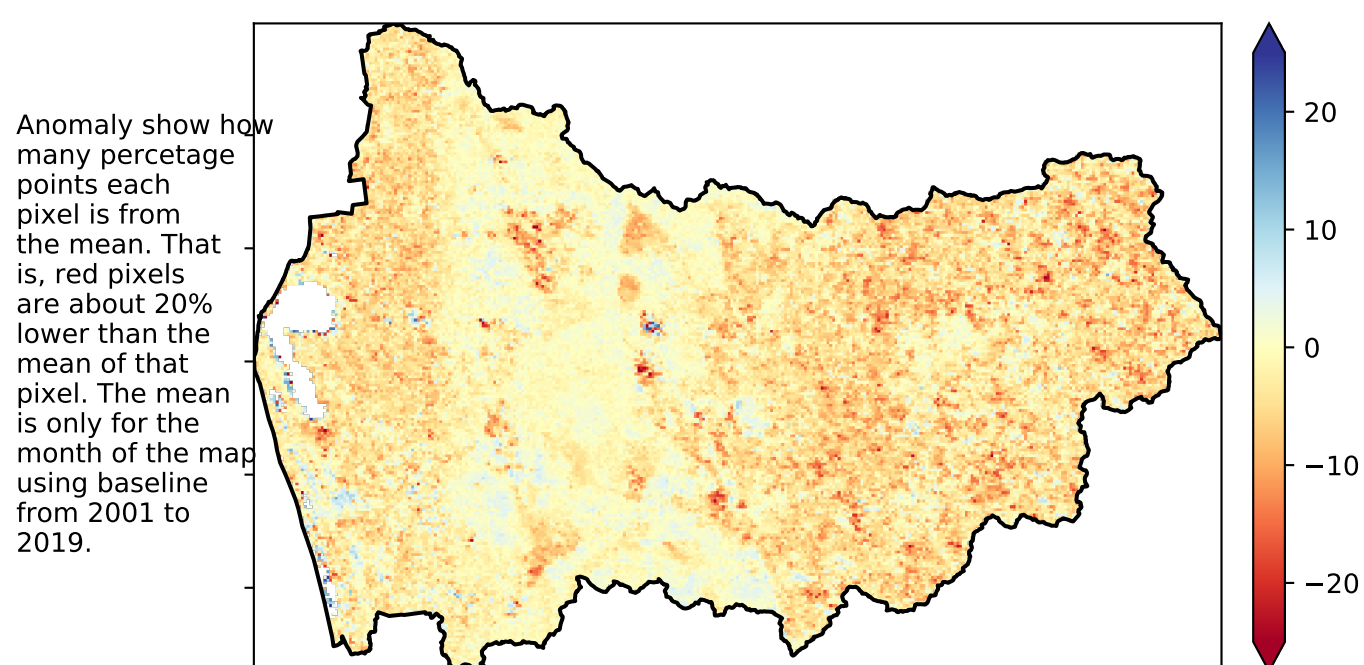 Anomaly show how
many percetage
points each
pixel is from
the mean. That
is, red pixels
are about 20%
lower than the
mean of that
pixel. The mean
is only for the
month of the map
using baseline
from 2001 to
2019.
20
10
0
−10
−20